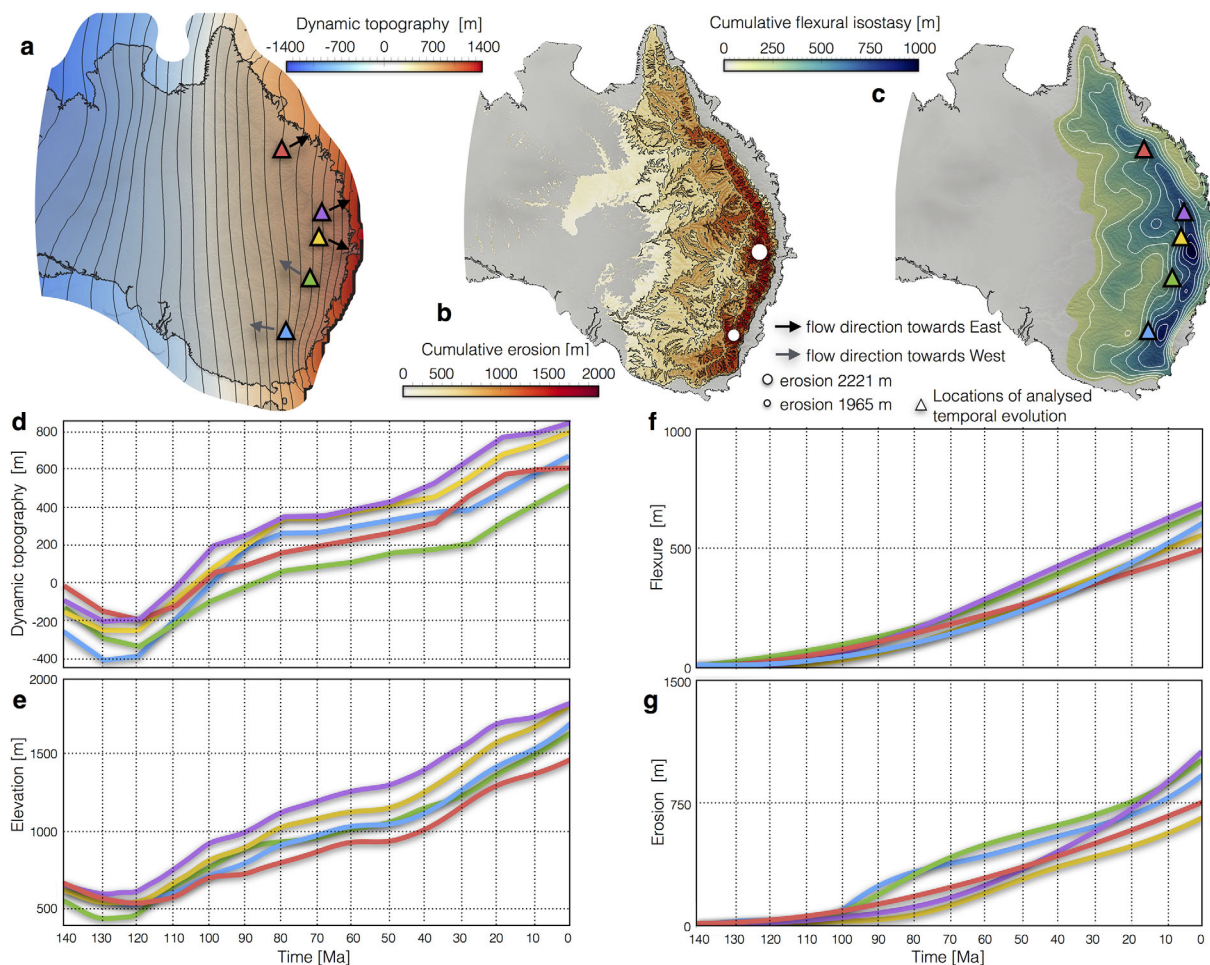 a
Dynamic topography [m]
-1400 -700 0 700 1400
Cumulative flexural isostasy [m]
0 250 500 750 1000
c
b
Cumulative erosion [m]
0 500 1000 1500 2000
flow direction towards East
flow direction towards West
erosion 2221 m
erosion 1965 m
Locations of analysed
temporal evolution
d
Dynamic topography [m]
800
600
400
200
0
-200
-400
e
Elevation [m]
2000
1500
1000
500
140 130 120 110 100 90 80 70 60 50 40 30 20 10 0
Time [Ma]
f
Flexure [m]
1000
500
0
g
Erosion [m]
1500
750
0
140 130 120 110 100 90 80 70 60 50 40 30 20 10 0
Time [Ma]